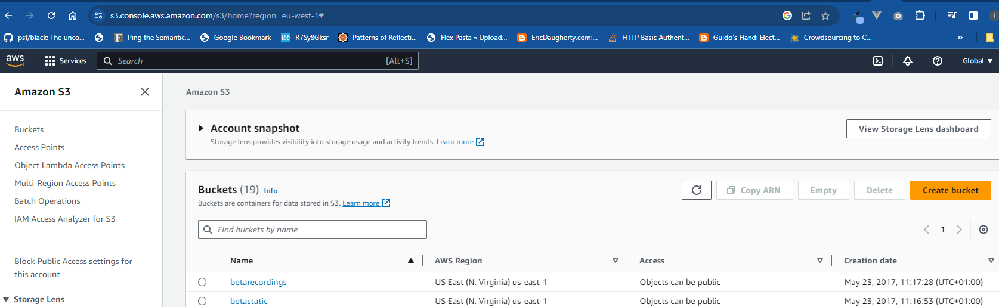 s3.console.aws.amazon.com/s3/home?region=eu-west-1#
psf/black: The unco... Ping the Semantic... Google Bookmark ibb R7Sy8Gksr Patterns of Reflecti... Flex Pasta » Upload... EricDaugherty.com:... HTTP Basic Authent... Guido's Hand: Elect... Crowdsourcing to C... »
aws Services Search [Alt+S] Global
Amazon S3
Buckets
Access Points
Object Lambda Access Points
Multi-Region Access Points
Batch Operations
IAM Access Analyzer for S3
Block Public Access settings for
this account
Storage Lens
Amazon S3
Account snapshot
Storage lens provides visibility into storage usage and activity trends. Learn more
View Storage Lens dashboard
Buckets (19) Info
Buckets are containers for data stored in S3. Learn more
Copy ARN Empty Delete Create bucket
Find buckets by name
1
Name AWS Region Access Creation date
betarecordings US East (N. Virginia) us-east-1 Objects can be public May 23, 2017, 11:17:28 (UTC+01:00)
betastatic US East (N. Virginia) us-east-1 Objects can be public May 23, 2017, 11:16:53 (UTC+01:00)